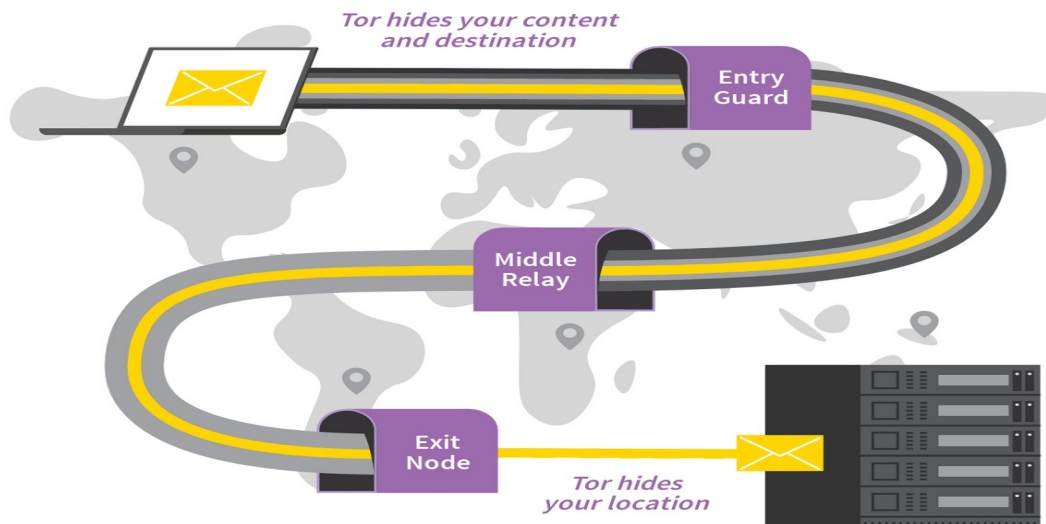 Tor hides your content
and destination
Entry
Guard
Middle
Relay
Exit
Node
Tor hides
your location